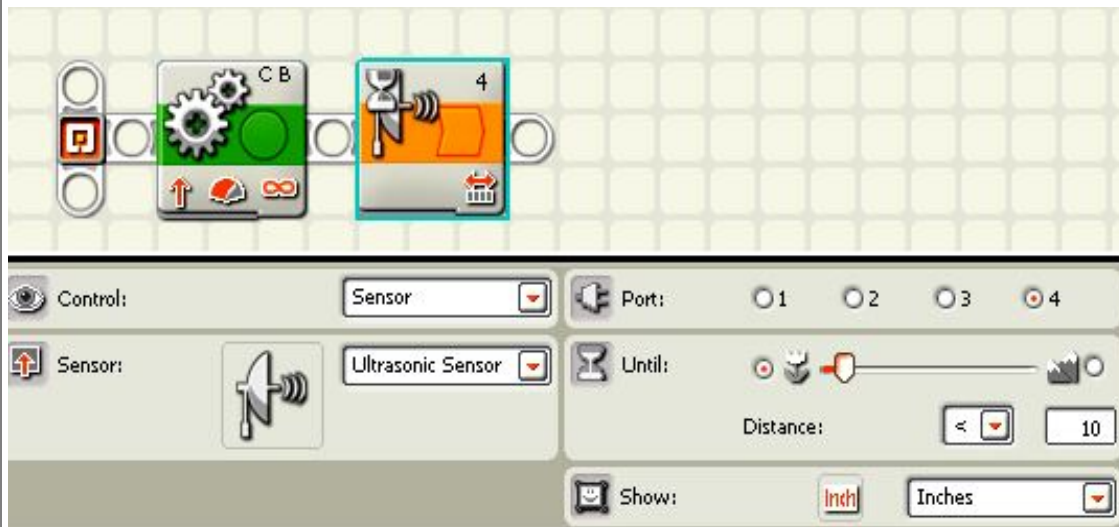 C B
4
Control:
Sensor
Port:
1 2 3 4
Sensor:
Ultrasonic Sensor
Until:
Distance:
<
10
Show:
Inch
Inches